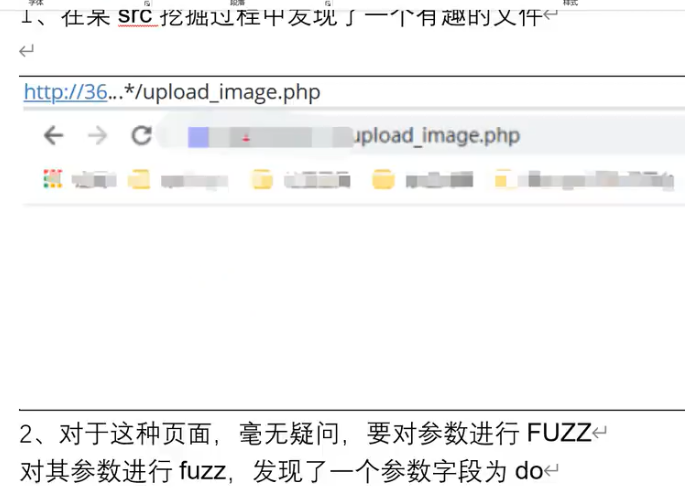 字体
段落
样式
1、在某 src 挖掘过程中发现了一个有趣的文件↵
↵
http://36...*/upload_image.php
upload_image.php
2、对于这种页面，毫无疑问，要对参数进行 FUZZ↵
对其参数进行 fuzz，发现了一个参数字段为 do↵